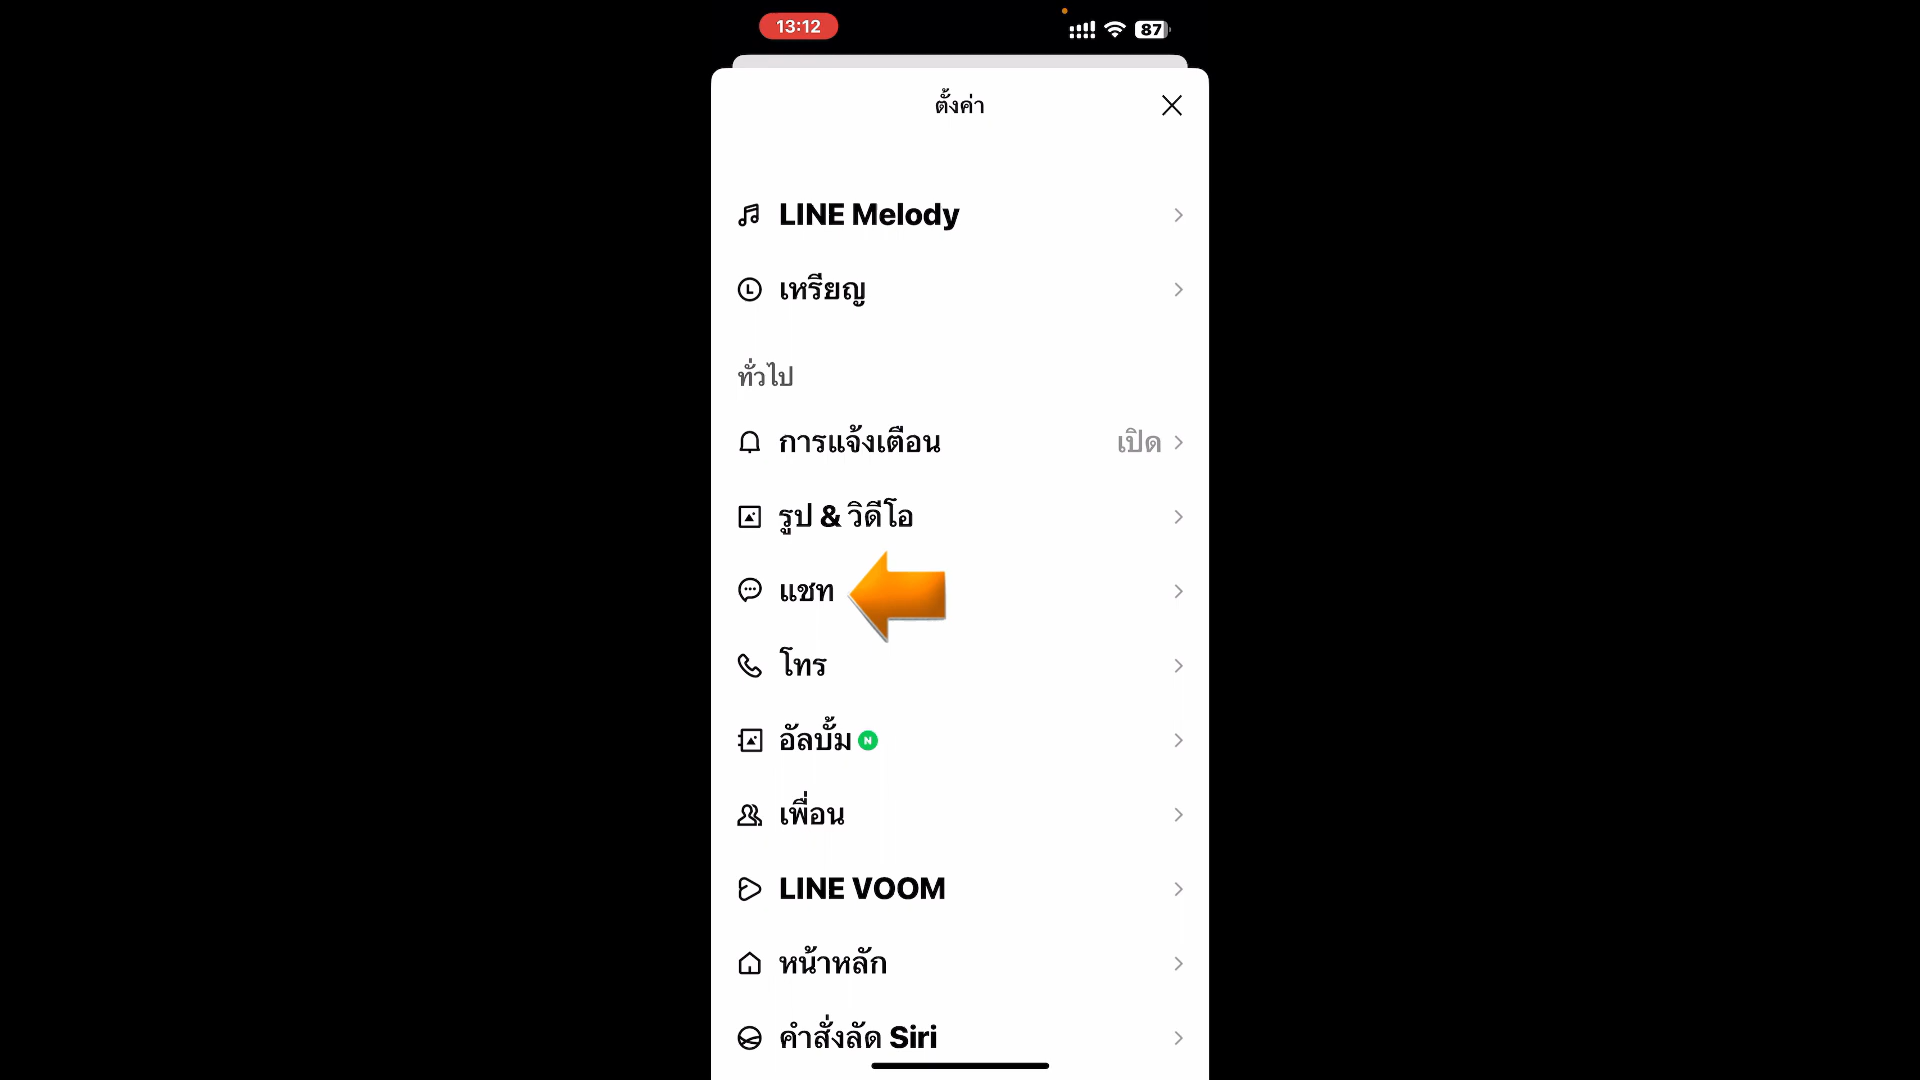 13:12
87
ตั้งค่า
LINE Melody
เหรียญ
ทั่วไป
การแจ้งเตือน เปิด
รูป & วิดีโอ
แชท
โทร
อัลบั้ม N
เพื่อน
LINE VOOM
หน้าหลัก
คำสั่งลัด Siri